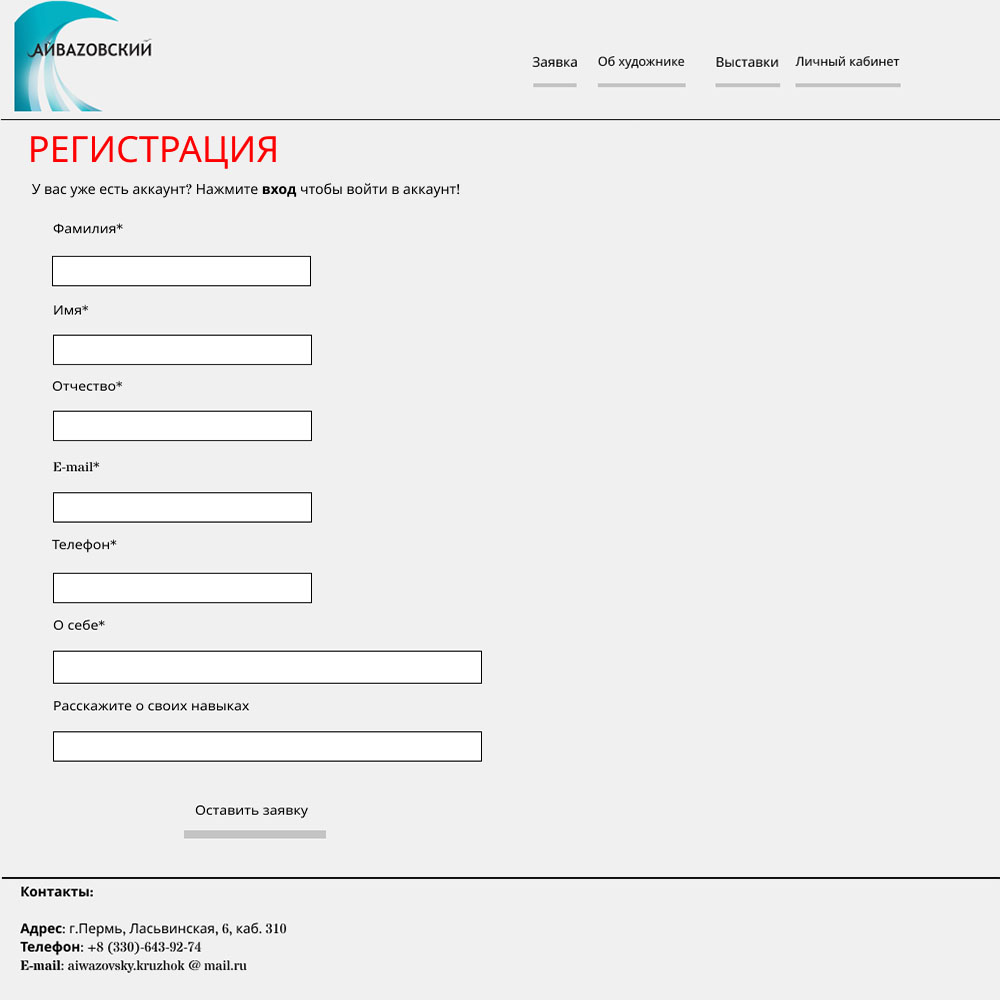 АЙВАZОВСКИЙ
Заявка Об художнике Выставки Личный кабинет
РЕГИСТРАЦИЯ
У вас уже есть аккаунт? Нажмите вход чтобы войти в аккаунт!
Фамилия*
Имя*
Отчество*
E-mail*
Телефон*
О себе*
Расскажите о своих навыках
Оставить заявку
Контакты:
Адрес: г.Пермь, Ласьвинская, 6, каб. 310
Телефон: +8 (330)-643-92-74
E-mail: aiwazovsky.kruzhok @ mail.ru